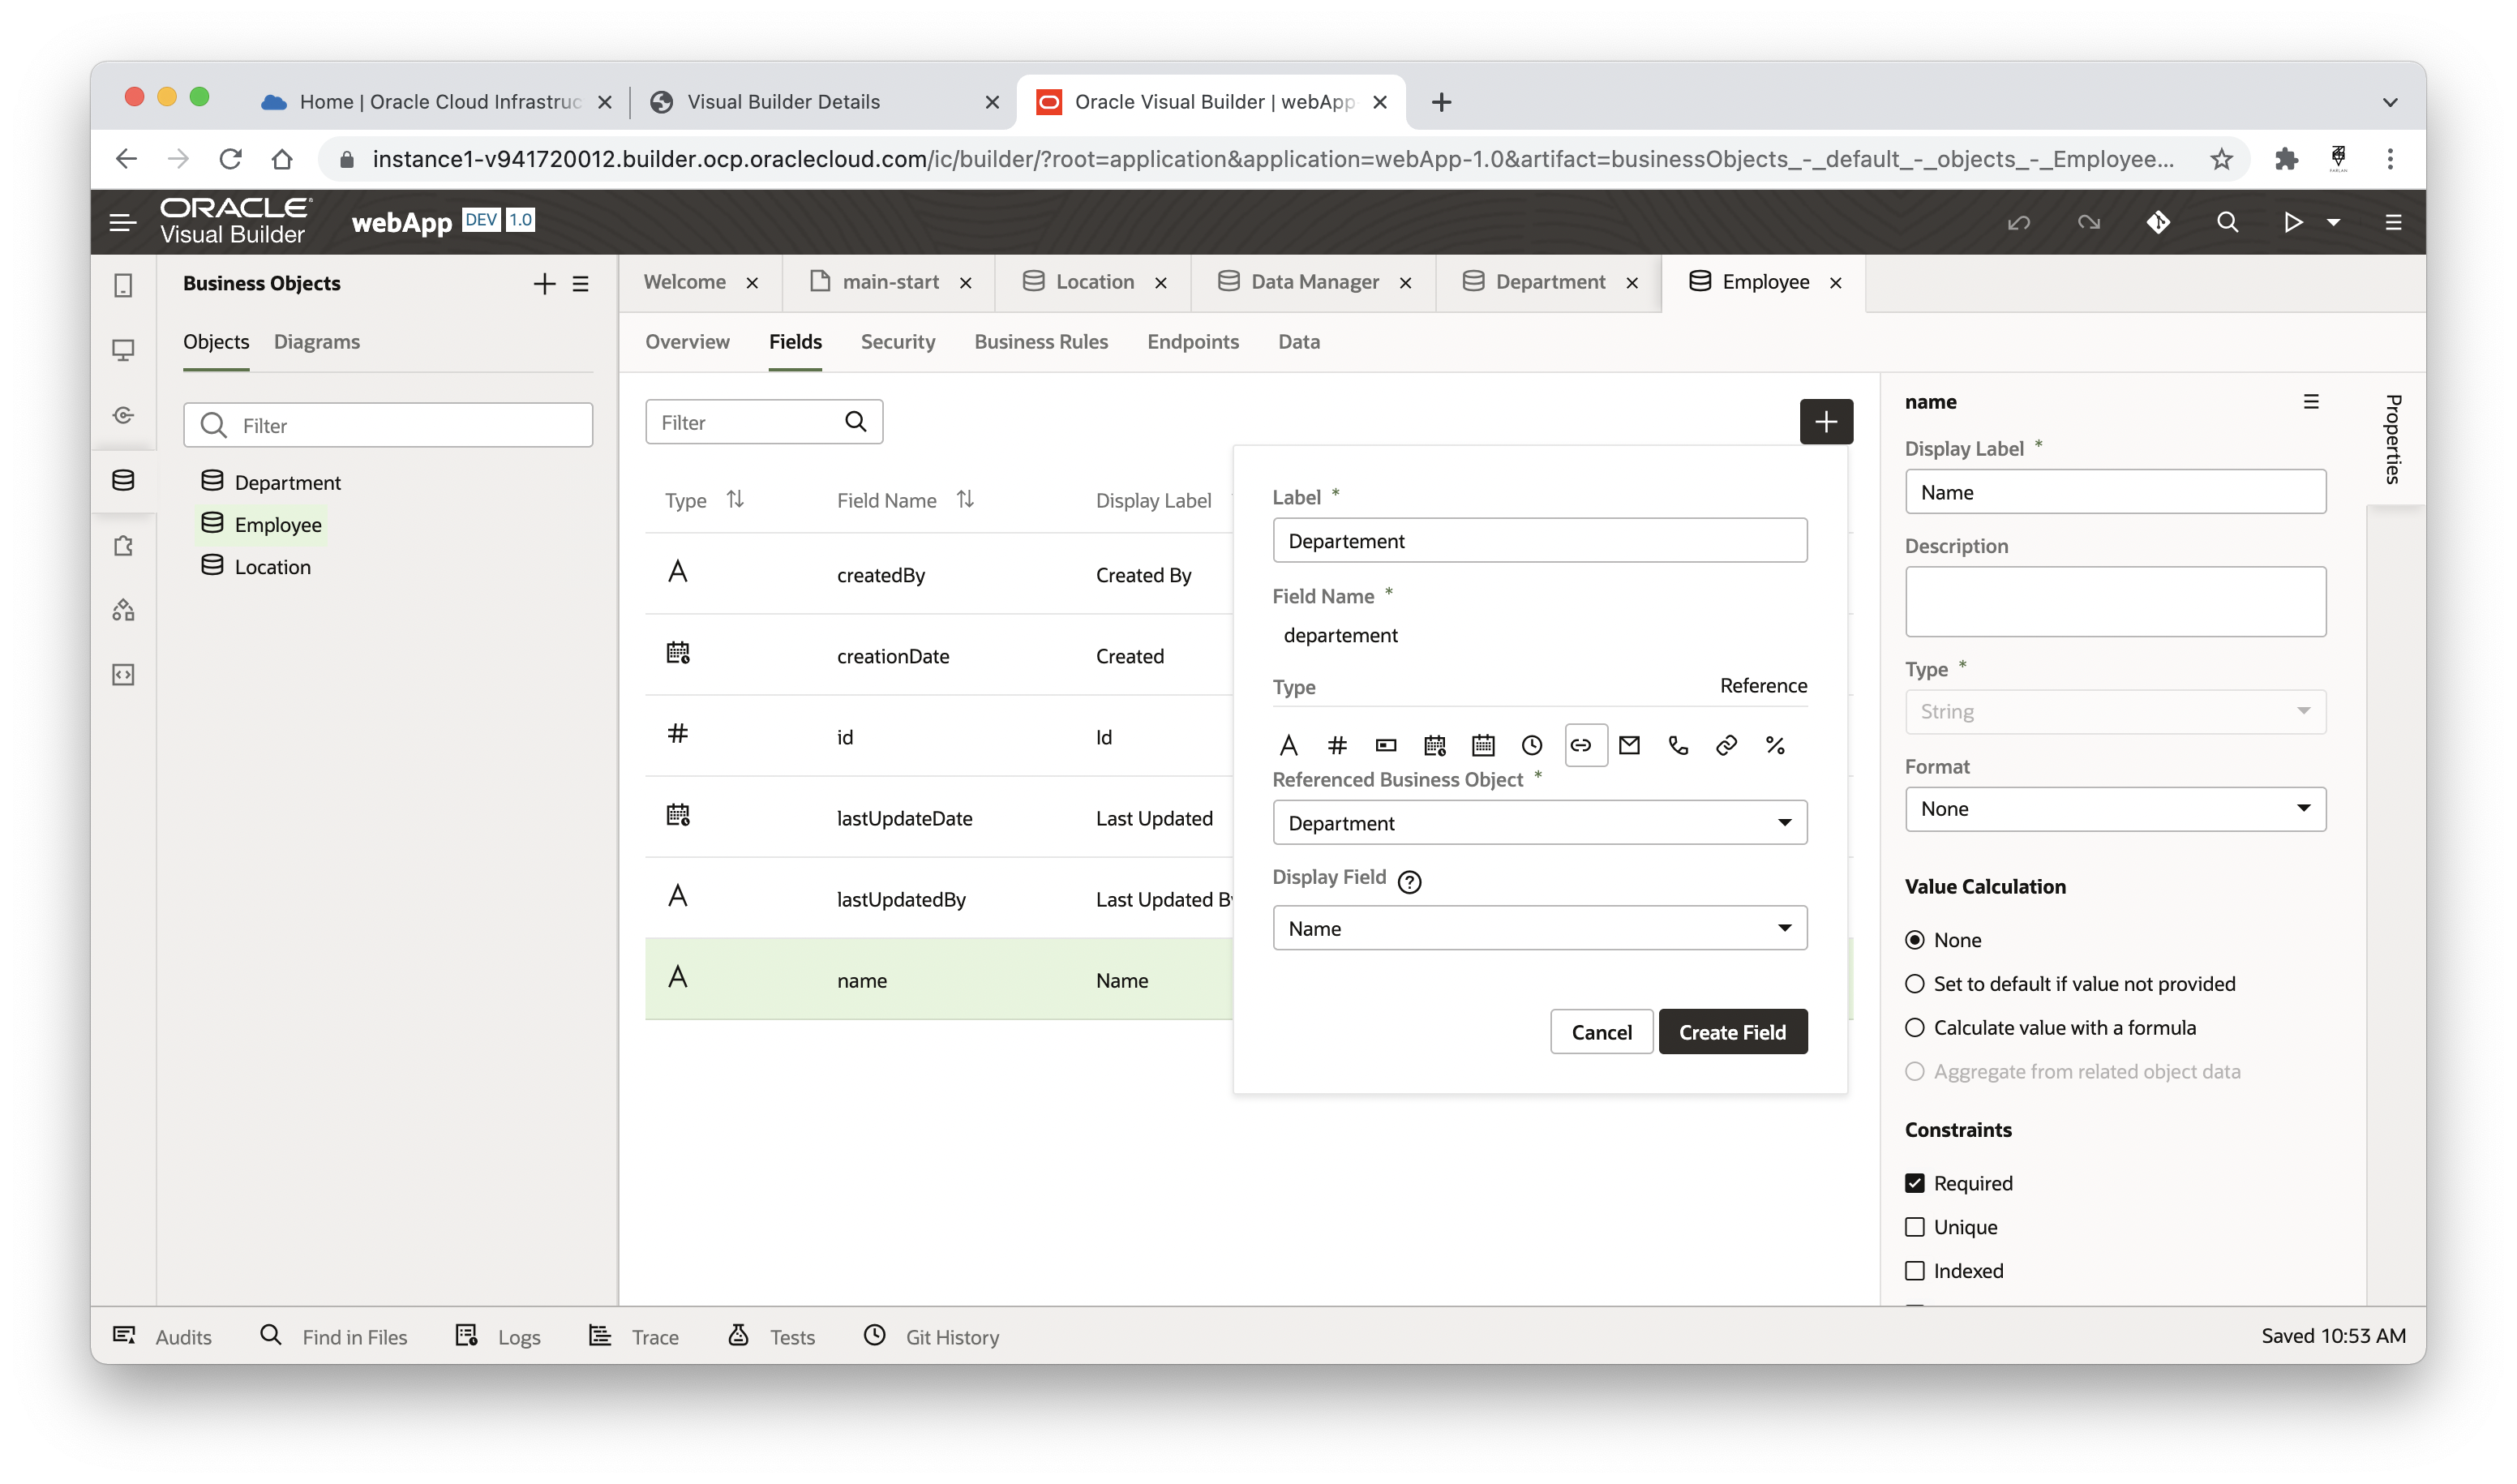 Home | Oracle Cloud Infrastruc
Visual Builder Details
Oracle Visual Builder | webApp
instance1-v941720012.builder.ocp.oraclecloud.com/ic/builder/?root=application&application=webApp-1.0&artifact=businessObjects_-_default_-_objects_-_Employee...
ORACLE
Visual Builder
webApp DEV 1.0
Business Objects
Welcome
main-start
Location
Data Manager
Department
Employee
Objects Diagrams
Overview Fields Security Business Rules Endpoints Data
Filter
Department
Employee
Location
Filter
Type Field Name Display Label
createdBy Created By
creationDate Created
id Id
lastUpdateDate Last Updated
lastUpdatedBy Last Updated By
name Name
Label *
Departement
Field Name *
departement
Type Reference
Referenced Business Object *
Department
Display Field
Name
Cancel Create Field
name
Properties
Display Label *
Name
Description
Type *
String
Format
None
Value Calculation
None
Set to default if value not provided
Calculate value with a formula
Aggregate from related object data
Constraints
Required
Unique
Indexed
Audits Find in Files Logs Trace Tests Git History Saved 10:53 AM